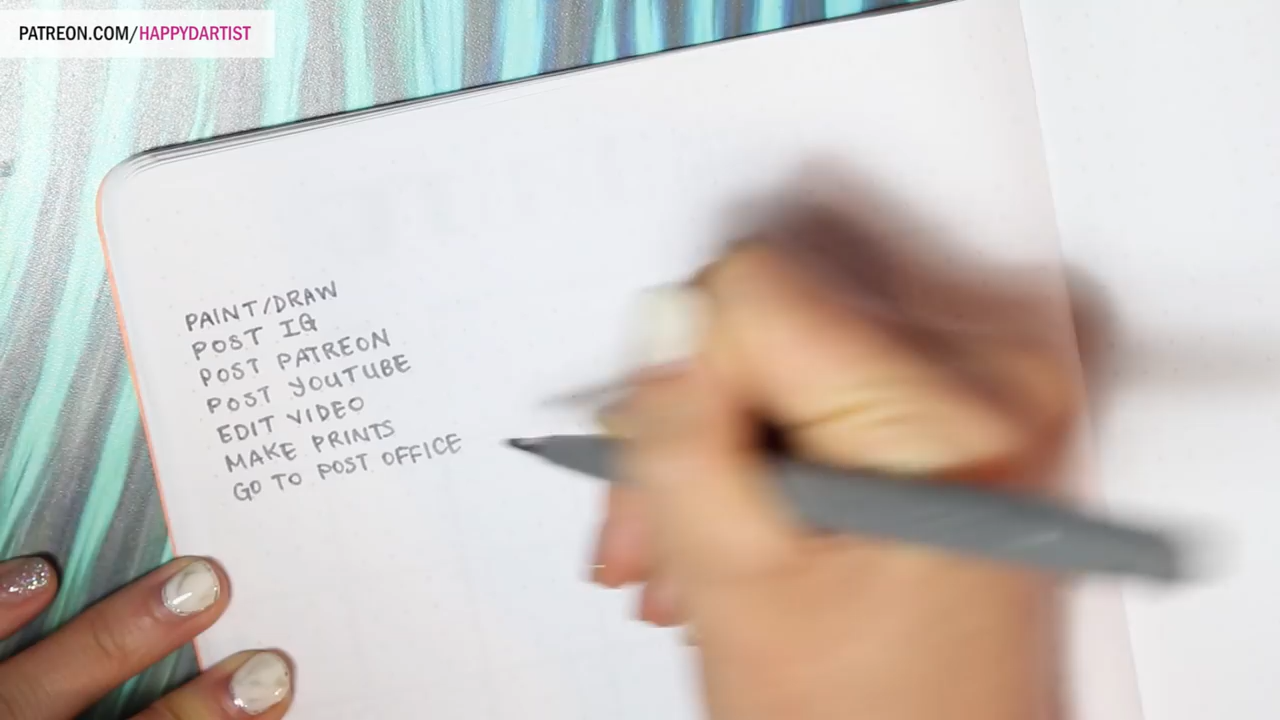 PATREON.COM/HAPPYDARTIST
PAINT/DRAW
POST IG
POST PATREON
POST YOUTUBE
EDIT VIDEO
MAKE PRINTS
GO TO POST OFFICE